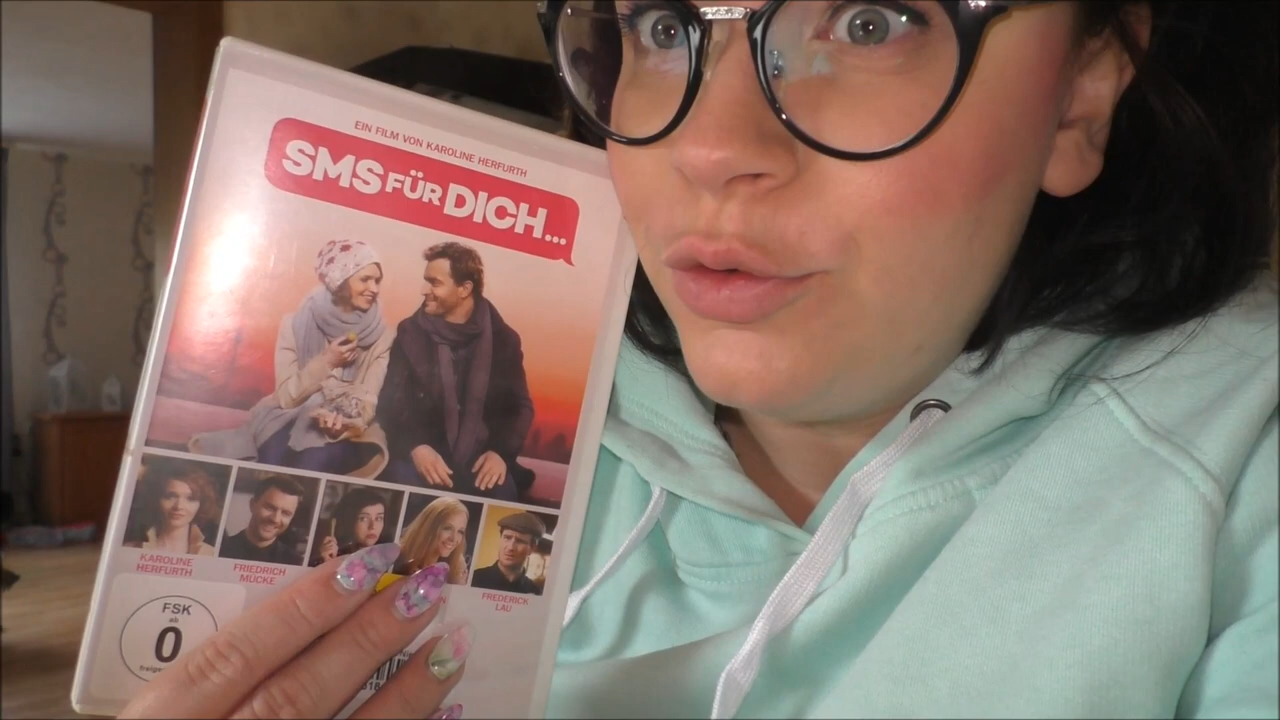 EIN FILM VON KAROLINE HERFURTH
SMS FÜR DICH...
KAROLINE
HERFURTH
FRIEDRICH
MÜCKE
FREDERICK
LAU
FSK
ab
0